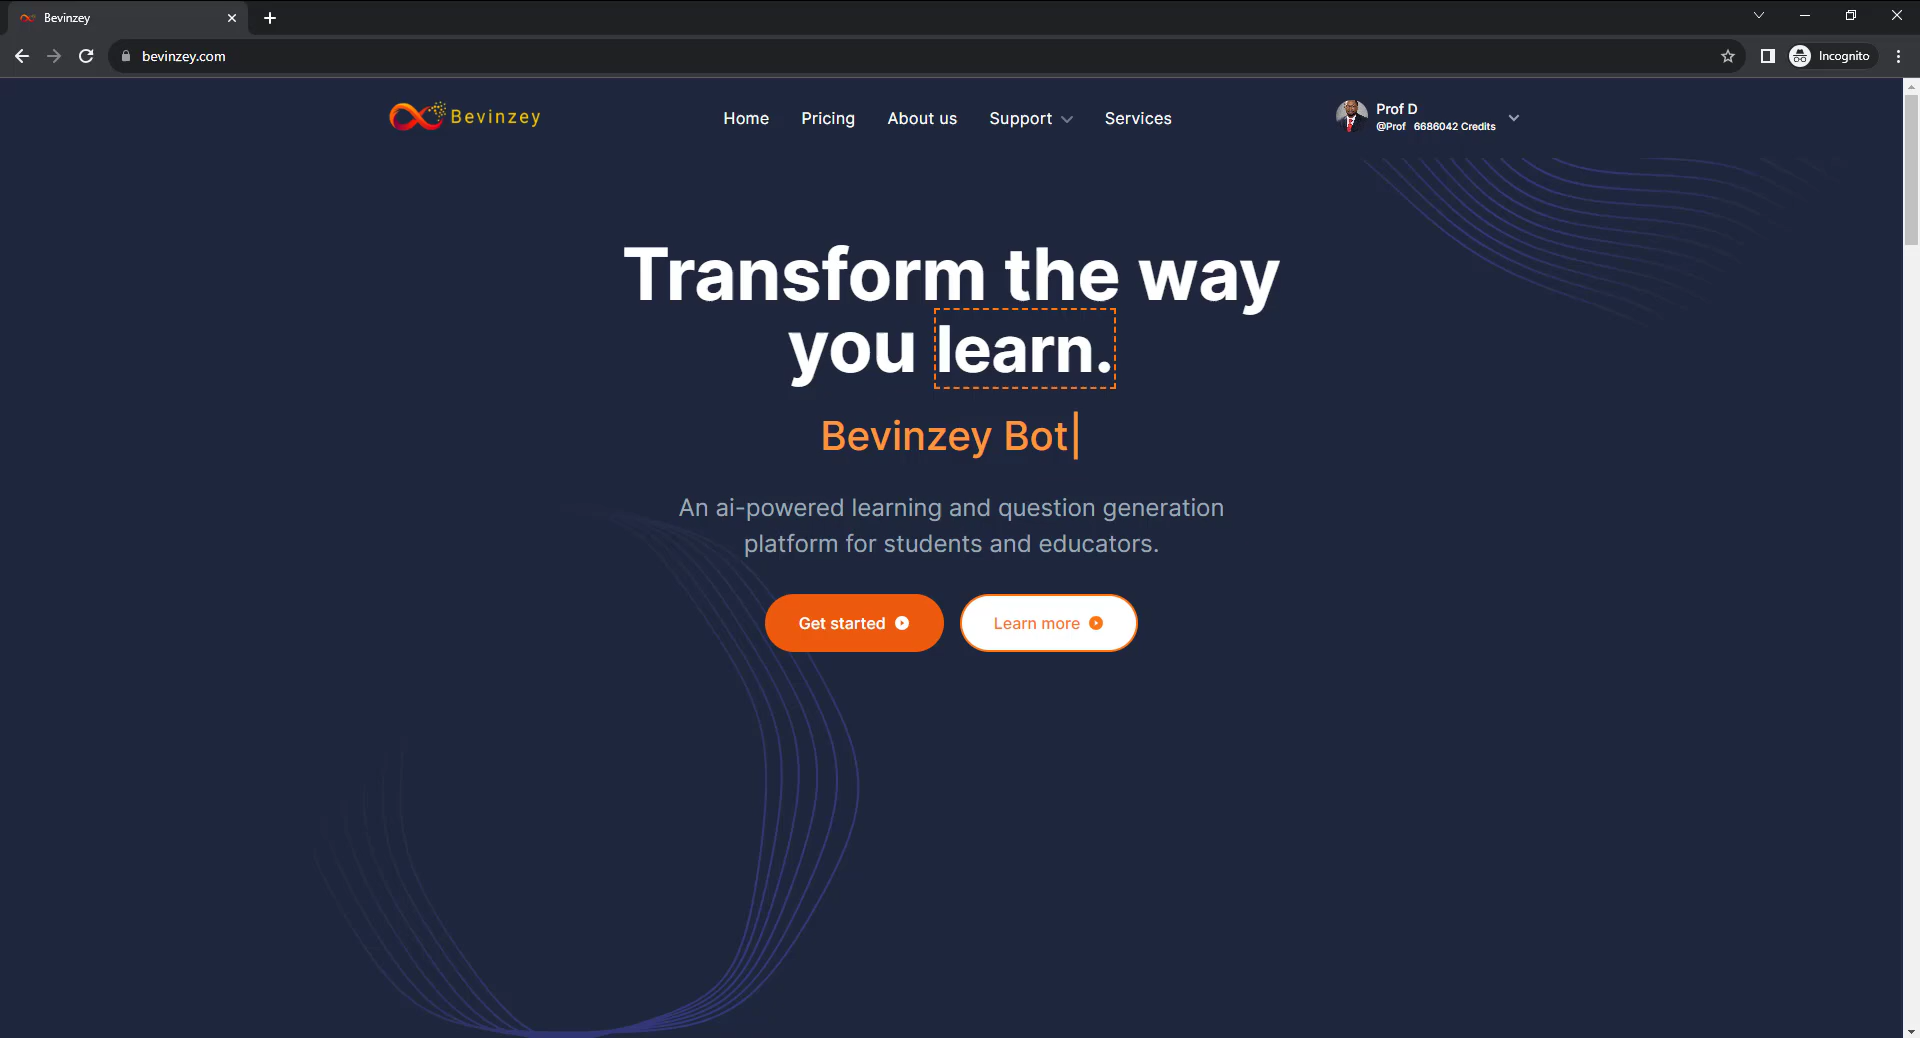 Bevinzey
bevinzey.com
Incognito
Bevinzey
Home
Pricing
About us
Support
Services
Prof D
@Prof 6686042 Credits
Transform the way
you learn.
Bevinzey Bot
An ai-powered learning and question generation
platform for students and educators.
Get started
Learn more